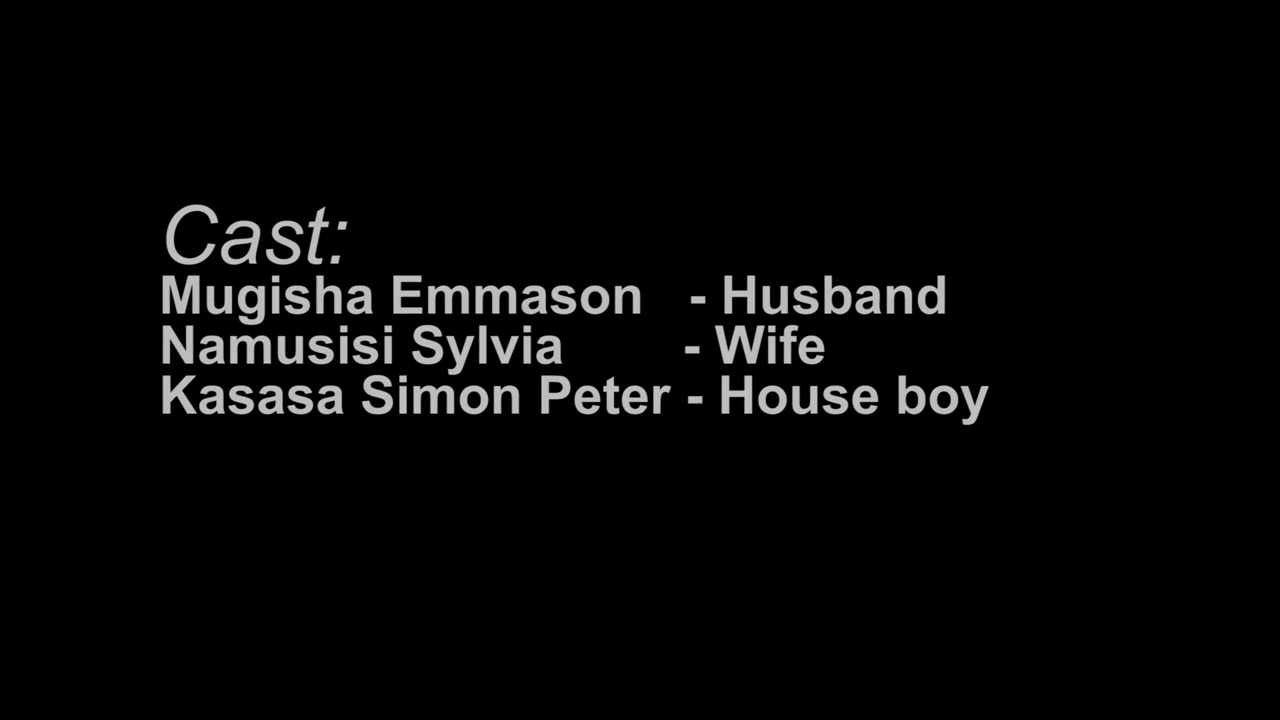 Cast:
Mugisha Emmason - Husband
Namusisi Sylvia - Wife
Kasasa Simon Peter - House boy